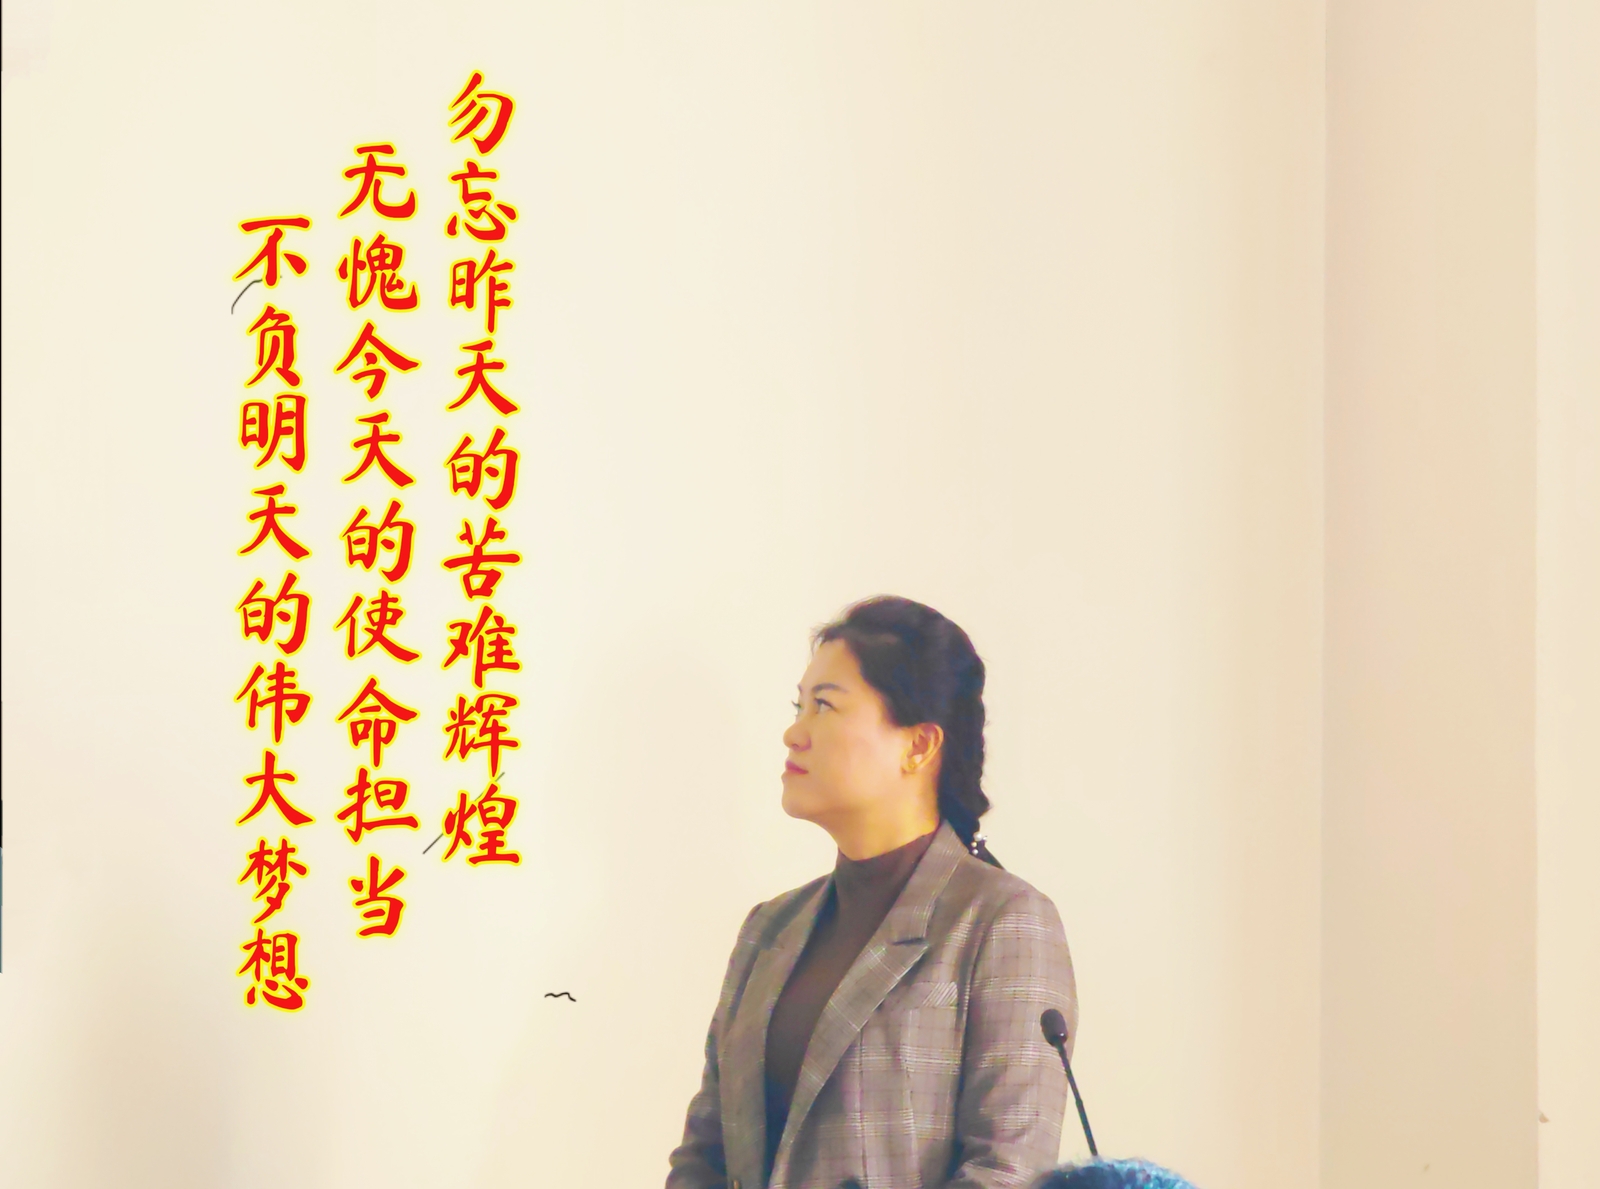 勿忘昨天的苦难辉煌
无愧今天的使命担当
不负明天的伟大梦想